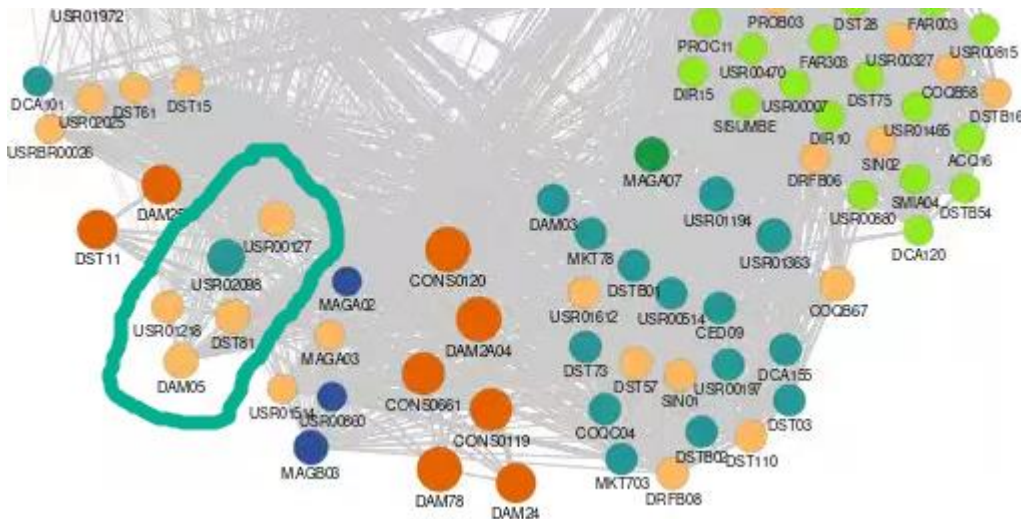 USR01972
PROB03
DST28
FAR003
PROC11
USR00470
FAR303
USR00327
USR00815
DCA101
USR02025
DST61
DST15
DIR15
USR00007
DST75
COQB58
DSTB16
USRBR00026
SISUMBE
DIR10
USR01465
SIN02
ACQ16
MAGA07
DRFB06
DAM25
USR01194
USR00680
SMIA04
DSTB54
DST11
USR00127
DAM03
DCA120
USR02098
CONS0120
MKT78
USR01363
MAGA02
DSTB01
COQB67
USR01218
DST81
USR01612
USR00514
CED09
MAGA03
DAM2A04
DAM05
DST73
DST57
USR00197
DCA155
USR01514
USR00860
CONS0661
SIN01
CONS0119
COQC04
DST03
MAGB03
DSTB02
DST110
DAM78
MKT703
DRFB08
DAM24